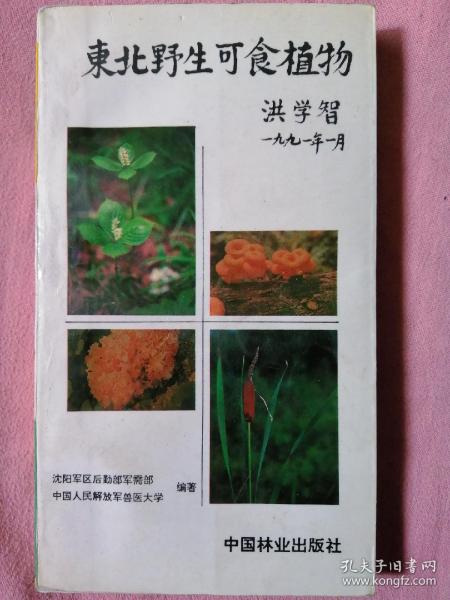 東北野生可食植物
洪学智
一九九一年一月
沈阳军区后勤部军需部
中国人民解放军兽医大学
编著
中国林业出版社
孔夫子旧书网
www.kongfz.com